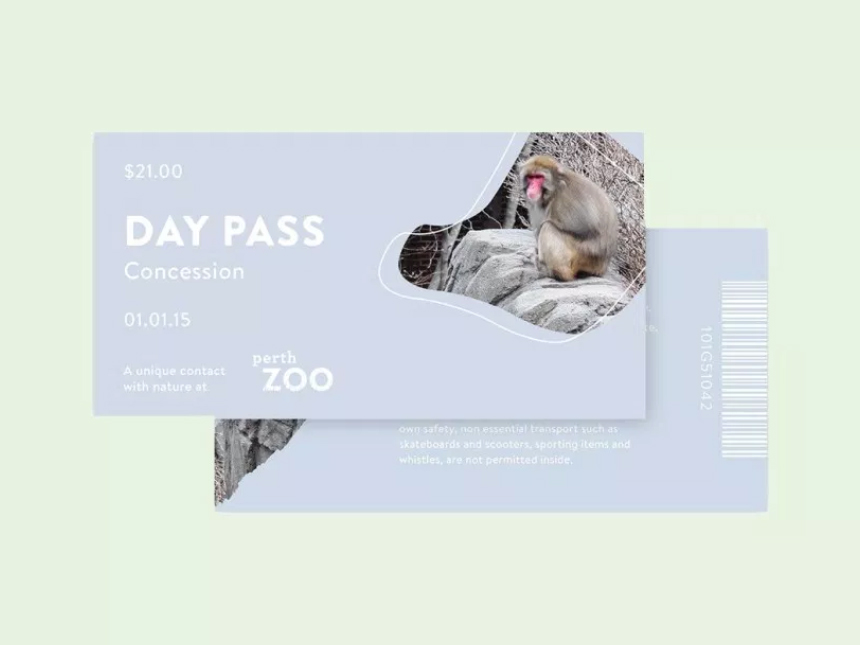 $21.00
DAY PASS
Concession
01.01.15
A unique contact
with nature at
perth
ZOO
own safety, non essential transport such as
skateboards and scooters, sporting items and
whistles, are not permitted inside.
101G51042